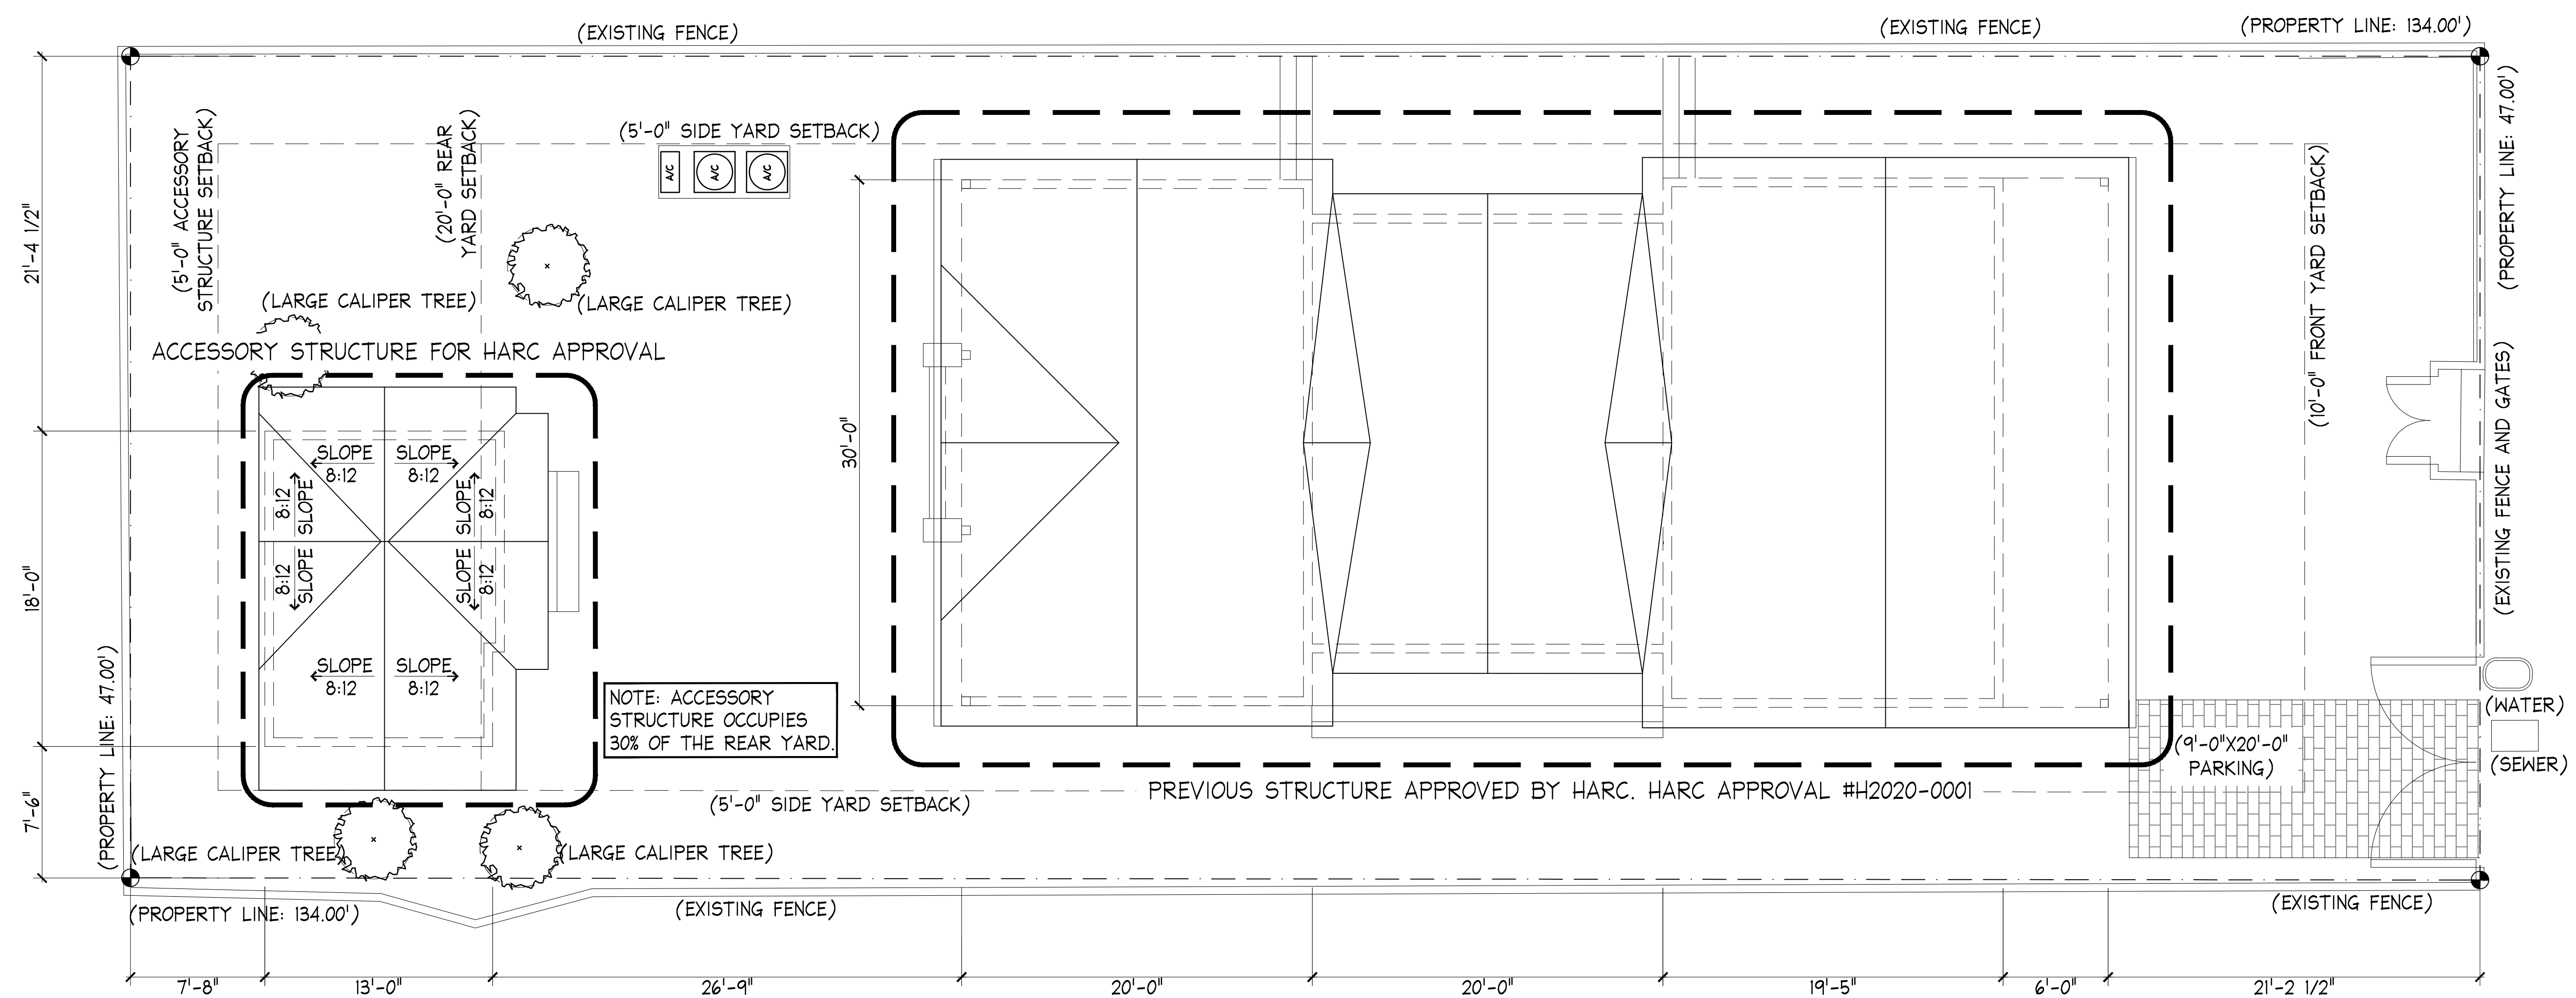 (EXISTING FENCE)
(EXISTING FENCE)
(PROPERTY LINE: 134.00')
(5'-0" ACCESSORY
STRUCTURE SETBACK)
(20'-0" REAR
YARD SETBACK)
(5'-0" SIDE YARD SETBACK)
A/C
A/C
A/C
(PROPERTY LINE: 47.00')
(10'-0" FRONT YARD SETBACK)
21'-4 1/2"
(LARGE CALIPER TREE)
(LARGE CALIPER TREE)
ACCESSORY STRUCTURE FOR HARC APPROVAL
30'-0"
(EXISTING FENCE AND GATES)
SLOPE
8:12
SLOPE
8:12
8:12
SLOPE
SLOPE
8:12
8:12
SLOPE
SLOPE
8:12
18'-0"
SLOPE
8:12
SLOPE
8:12
(PROPERTY LINE: 47.00')
NOTE: ACCESSORY
STRUCTURE OCCUPIES
30% OF THE REAR YARD.
(WATER)
(9'-0"X20'-0"
PARKING)
(SEWER)
7'-6"
(5'-0" SIDE YARD SETBACK)
PREVIOUS STRUCTURE APPROVED BY HARC. HARC APPROVAL #H2020-0001
(LARGE CALIPER TREE)
(LARGE CALIPER TREE)
(PROPERTY LINE: 134.00')
(EXISTING FENCE)
(EXISTING FENCE)
7'-8"
13'-0"
26'-9"
20'-0"
20'-0"
19'-5"
6'-0"
21'-2 1/2"